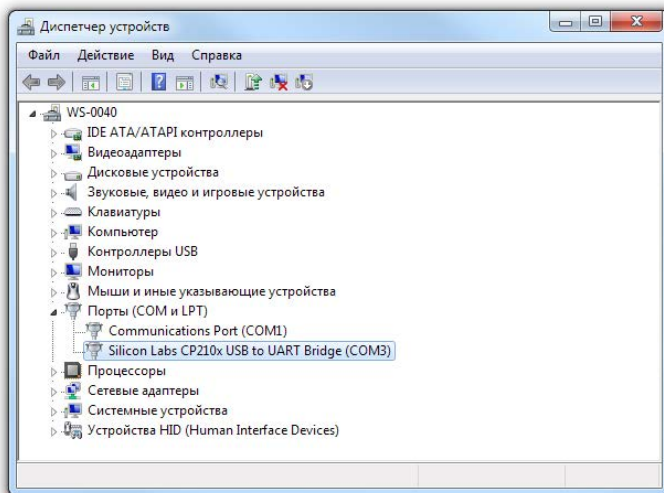 Диспетчер устройств
Файл Действие Вид Справка
WS-0040
IDE ATA/ATAPI контроллеры
Видеоадаптеры
Дисковые устройства
Звуковые, видео и игровые устройства
Клавиатуры
Компьютер
Контроллеры USB
Мониторы
Мыши и иные указывающие устройства
Порты (COM и LPT)
Communications Port (COM1)
Silicon Labs CP210x USB to UART Bridge (COM3)
Процессоры
Сетевые адаптеры
Системные устройства
Устройства HID (Human Interface Devices)